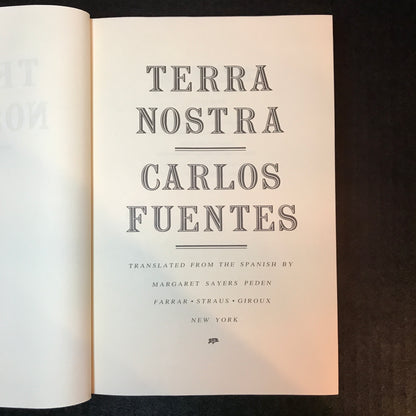 TERRA
NOSTRA
CARLOS
FUENTES
TRANSLATED FROM THE SPANISH BY
MARGARET SAYERS PEDEN
FARRAR • STRAUS • GIROUX
NEW YORK